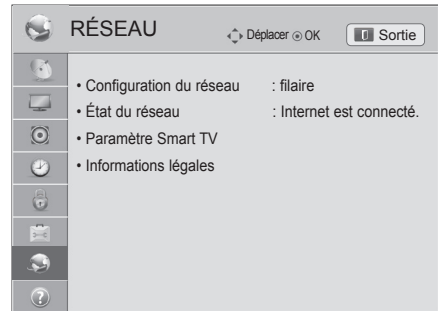 RÉSEAU
Déplacer OK Sortie
• Configuration du réseau : filaire
• État du réseau : Internet est connecté.
• Paramètre Smart TV
• Informations légales